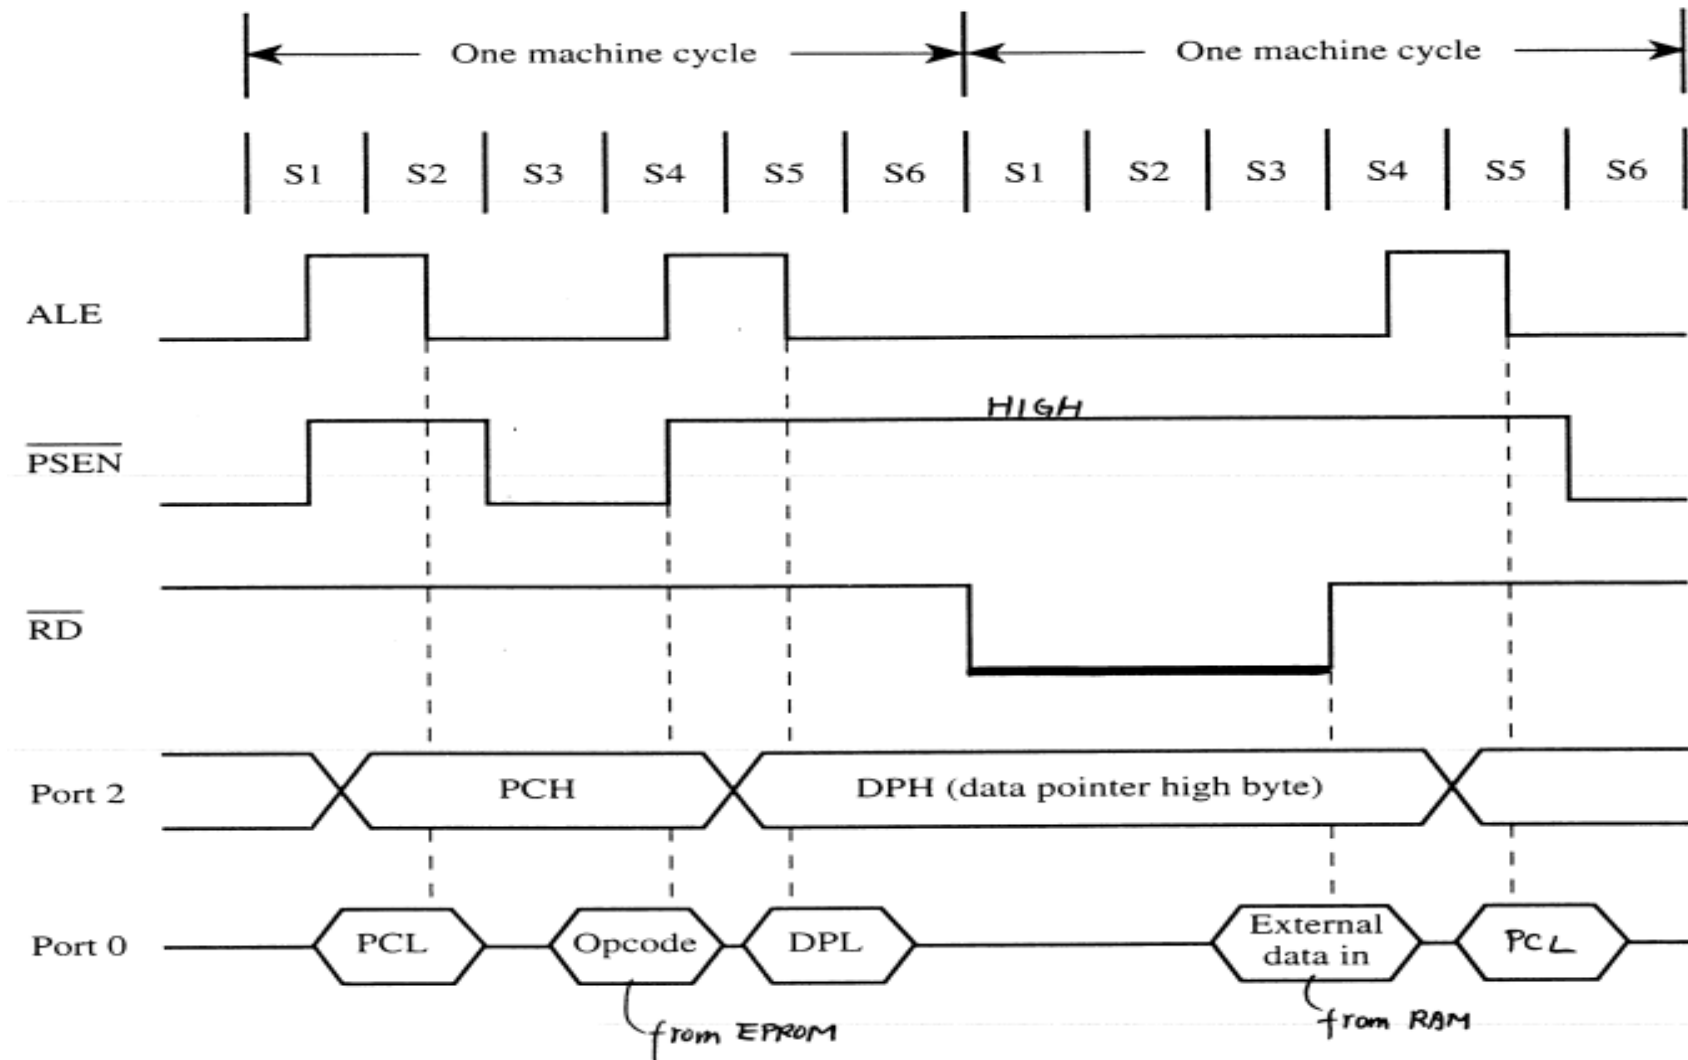 One machine cycle One machine cycle
S1 S2 S3 S4 S5 S6 S1 S2 S3 S4 S5 S6
ALE
HIGH
PSEN
RD
Port 2 PCH DPH (data pointer high byte)
Port 0 PCL Opcode DPL External data in PCL
from EPROM from RAM